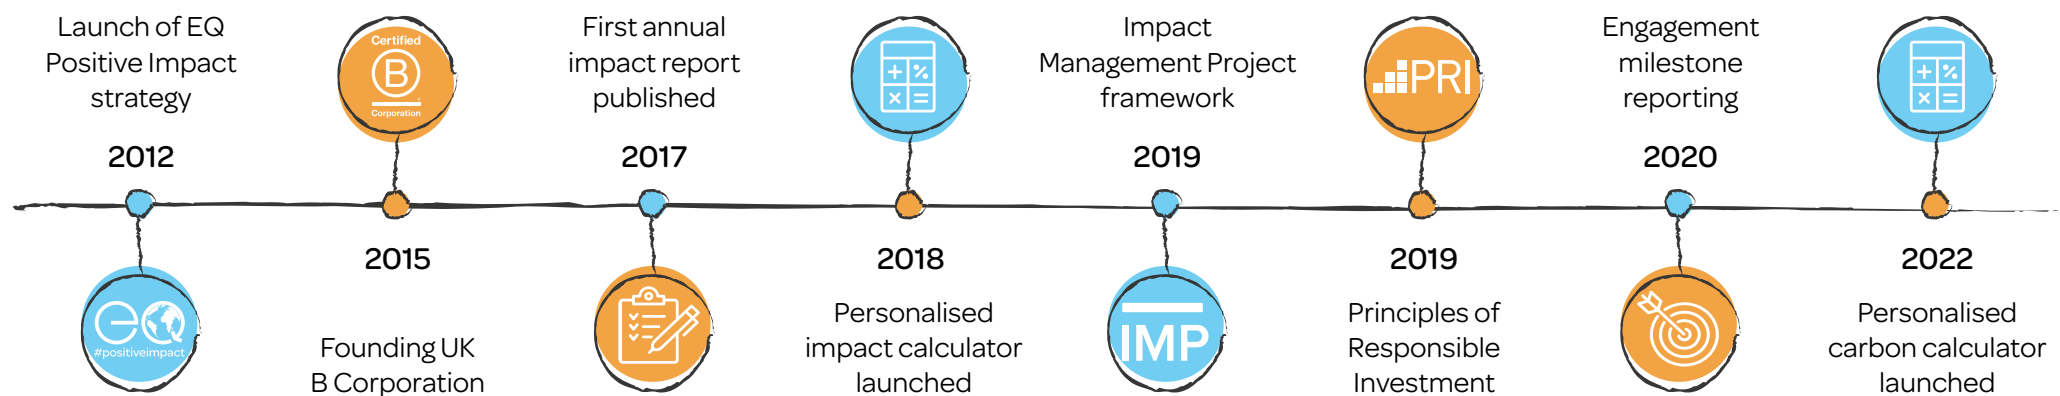 Launch of EQ
Positive Impact
strategy
2012
eQ
#positiveimpact
Certified
B
Corporation
2015
Founding UK
B Corporation
First annual
impact report
published
2017
2018
Personalised
impact calculator
launched
Impact
Management Project
framework
2019
IMP
PRI
2019
Principles of
Responsible
Investment
Engagement
milestone
reporting
2020
2022
Personalised
carbon calculator
launched